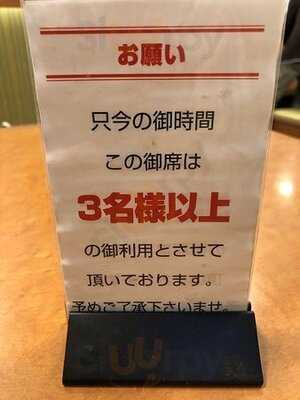 お願い
只今の御時間
この御席は
3名様以上
の御利用とさせて
頂いております。
予めご了承下さいませ。